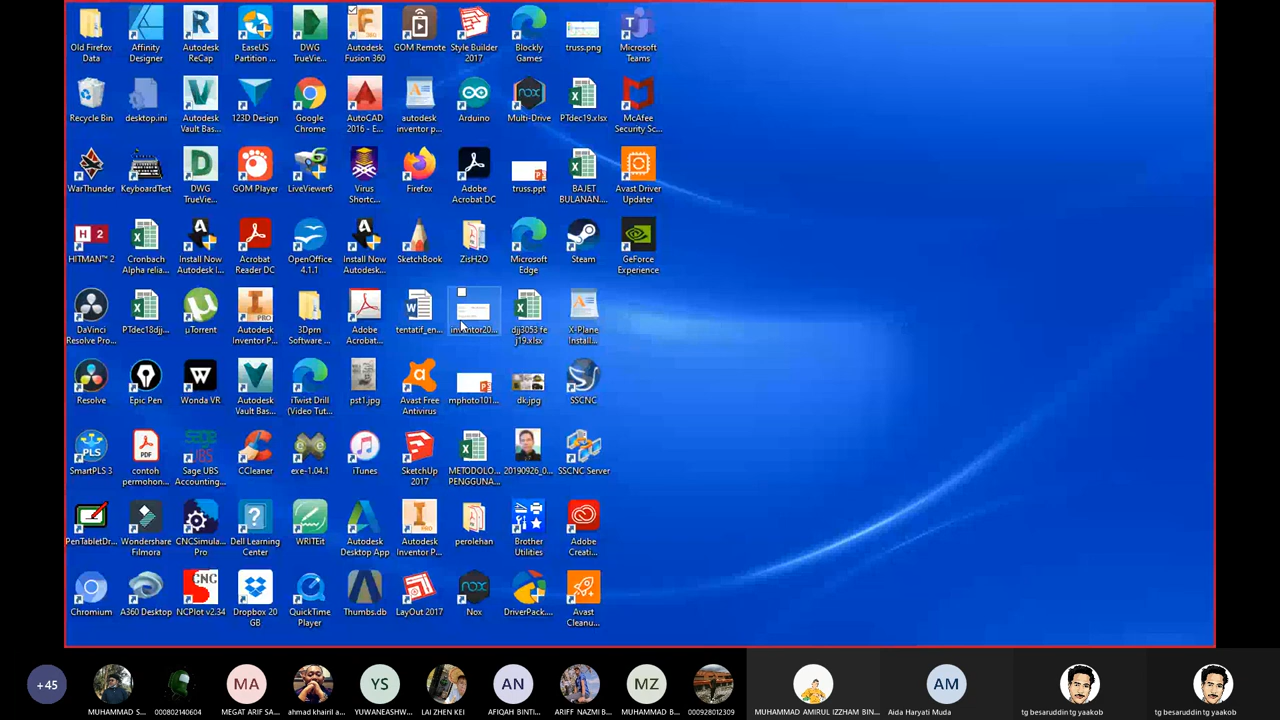 Old Firefox
Data
Affinity
Designer
Autodesk
ReCap
EaseUS
Partition ...
DWG
TrueVie...
Autodesk
Fusion 360
GOM Remote
Style Builder
2017
Blockly
Games
truss.png
Microsoft
Teams
Recycle Bin
desktop.ini
Autodesk
Vault Bas...
123D Design
Google
Chrome
AutoCAD
2016 - E...
autodesk
inventor p...
Arduino
Multi-Drive
PTdec19.xlsx
McAfee
Security Sc...
WarThunder
KeyboardTest
DWG
TrueVie...
GOM Player
LiveViewer6
Virus
Shortc...
Firefox
Adobe
Acrobat DC
truss.ppt
BAJET
BULANAN....
Avast Driver
Updater
HITMAN™ 2
Cronbach
Alpha relia...
Install Now
Autodesk I...
Acrobat
Reader DC
OpenOffice
4.1.1
Install Now
Autodesk...
SketchBook
ZisH2O
Microsoft
Edge
Steam
GeForce
Experience
DaVinci
Resolve Pro...
PTdec18djj...
µTorrent
Autodesk
Inventor P...
3Dprn
Software ...
Adobe
Acrobat...
tentatif_en...
inventor20...
djj3053 fe
j19.xlsx
X-Plane
Install...
Resolve
Epic Pen
Wonda VR
Autodesk
Vault Bas...
iTwist Drill
(Video Tut...
pst1.jpg
Avast Free
Antivirus
mphoto101...
dk.jpg
SSCNC
SmartPLS 3
contoh
permohon...
Sage UBS
Accounting...
CCleaner
exe-1.04.1
iTunes
SketchUp
2017
METODOLO...
PENGGUNA...
20190926_0...
SSCNC Server
PenTabletDr...
Wondershare
Filmora
CNCSimula...
Pro
Dell Learning
Center
WRITEit
Autodesk
Desktop App
Autodesk
Inventor P...
perolehan
Brother
Utilities
Adobe
Creati...
Chromium
A360 Desktop
NCPlot v2.34
Dropbox 20
GB
QuickTime
Player
Thumbs.db
LayOut 2017
Nox
DriverPack....
Avast
Cleanu...
+45
MUHAMMAD S...
000802140604
MA
MEGAT ARIF SA...
ahmad khairil a...
YS
YUWANEASHW...
LAI ZHEN KEI
AN
AFIQAH BINTI...
ARIFF NAZMI B...
MZ
MUHAMMAD B...
000928012309
MUHAMMAD AMIRUL IZZHAM BIN...
AM
Aida Haryati Muda
tg besaruddin tg yaakob
tg besaruddin tg yaakob